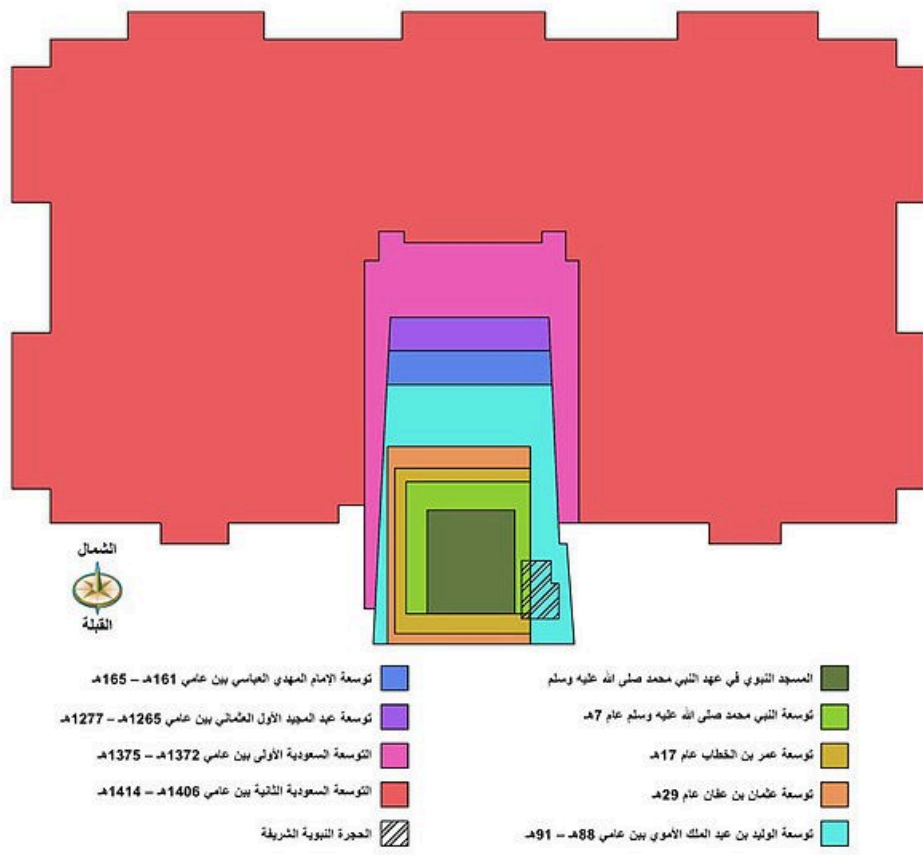 الشمال
القبلة
المسجد النبوي في عهد النبي محمد صلى الله عليه وسلم
توسعة النبي محمد صلى الله عليه وسلم عام 7هـ
توسعة عمر بن الخطاب عام 17هـ
توسعة عثمان بن عفان عام 29هـ
توسعة الوليد بن عبد الملك الأموي بين عامي 88هـ – 91هـ
توسعة الإمام المهدي العباسي بين عامي 161هـ – 165هـ
توسعة عبد المجيد الأول العثماني بين عامي 1265هـ – 1277هـ
التوسعة السعودية الأولى بين عامي 1372هـ – 1375هـ
التوسعة السعودية الثانية بين عامي 1406هـ – 1414هـ
الحجرة النبوية الشريفة